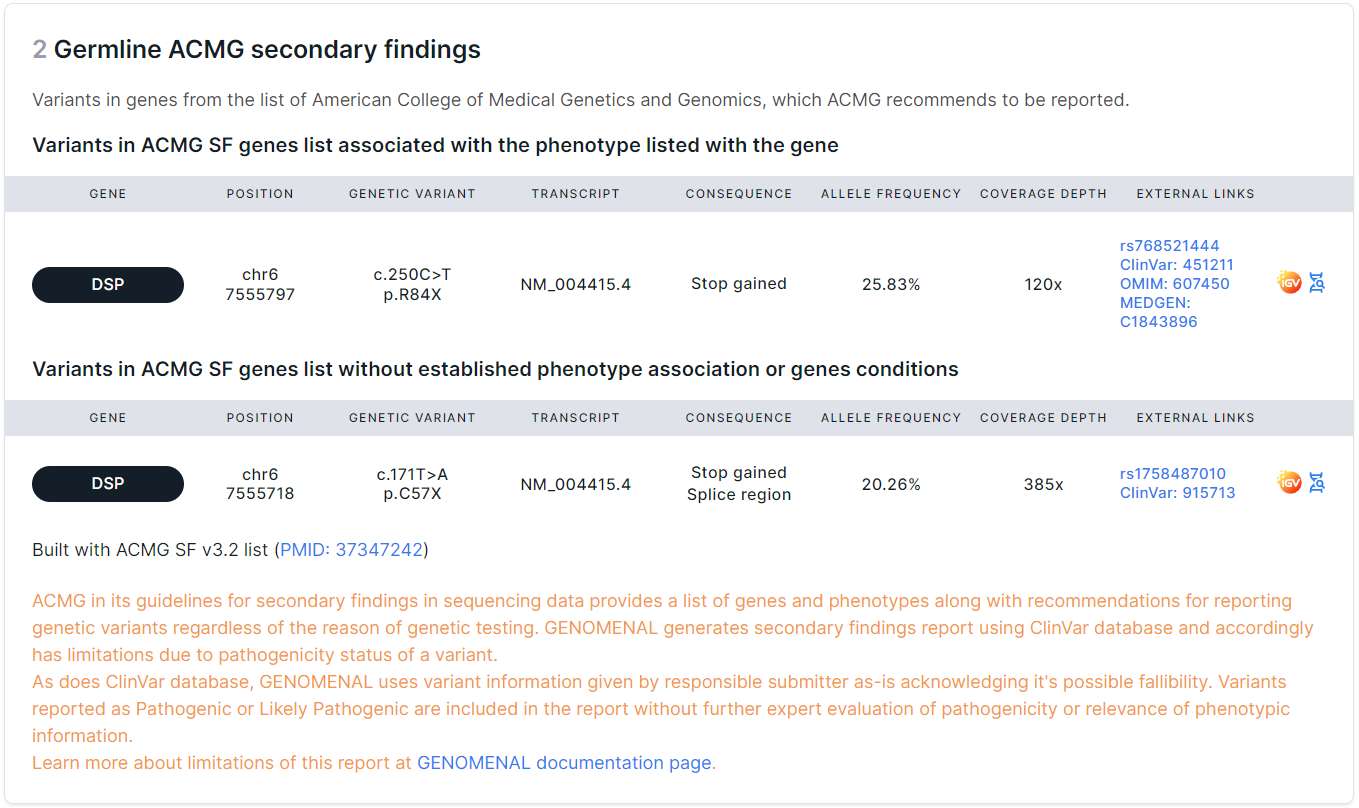 2 Germline ACMG secondary findings
Variants in genes from the list of American College of Medical Genetics and Genomics, which ACMG recommends to be reported.
Variants in ACMG SF genes list associated with the phenotype listed with the gene
GENE POSITION GENETIC VARIANT TRANSCRIPT CONSEQUENCE ALLELE FREQUENCY COVERAGE DEPTH EXTERNAL LINKS
DSP
chr6
7555797
c.250C>T
p.R84X
NM_004415.4
Stop gained
25.83%
120x
rs768521444
ClinVar: 451211
OMIM: 607450
MEDGEN:
C1843896
IGV
Variants in ACMG SF genes list without established phenotype association or genes conditions
GENE POSITION GENETIC VARIANT TRANSCRIPT CONSEQUENCE ALLELE FREQUENCY COVERAGE DEPTH EXTERNAL LINKS
DSP
chr6
7555718
c.171T>A
p.C57X
NM_004415.4
Stop gained
Splice region
20.26%
385x
rs1758487010
ClinVar: 915713
IGV
Built with ACMG SF v3.2 list (PMID: 37347242)
ACMG in its guidelines for secondary findings in sequencing data provides a list of genes and phenotypes along with recommendations for reporting
genetic variants regardless of the reason of genetic testing. GENOMENAL generates secondary findings report using ClinVar database and accordingly
has limitations due to pathogenicity status of a variant.
As does ClinVar database, GENOMENAL uses variant information given by responsible submitter as-is acknowledging it's possible fallibility. Variants
reported as Pathogenic or Likely Pathogenic are included in the report without further expert evaluation of pathogenicity or relevance of phenotypic
information.
Learn more about limitations of this report at GENOMENAL documentation page.